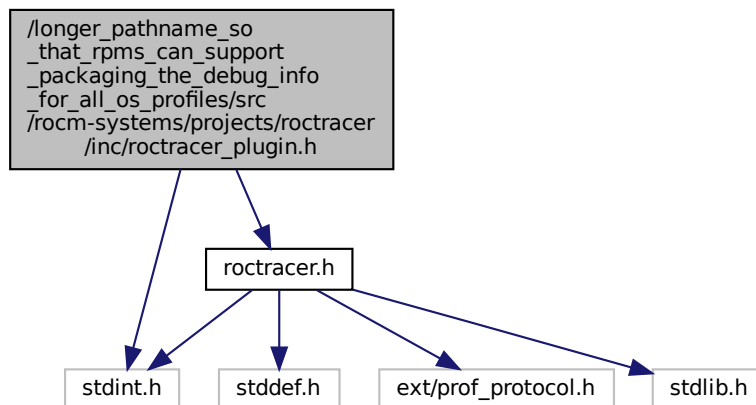 /longer_pathname_so
_that_rpms_can_support
_packaging_the_debug_info
_for_all_os_profiles/src
/rocm-systems/projects/roctracer
/inc/roctracer_plugin.h
roctracer.h
stdint.h
stddef.h
ext/prof_protocol.h
stdlib.h